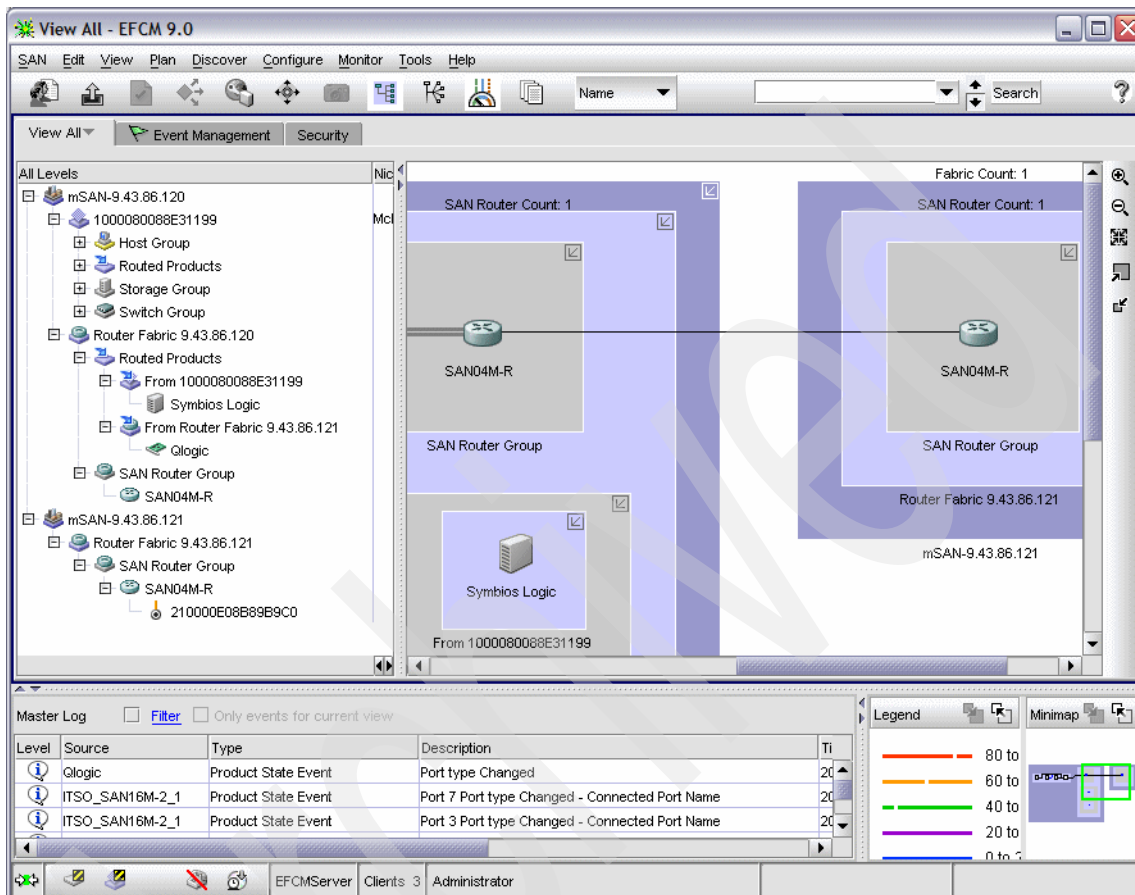 View All - EFCM 9.0
SAN Edit View Plan Discover Configure Monitor Tools Help
Name Search ?
View All Event Management Security
All Levels Nic
mSAN-9.43.86.120
1000080088E31199 McI
Host Group
Routed Products
Storage Group
Switch Group
Router Fabric 9.43.86.120
Routed Products
From 1000080088E31199
Symbios Logic
From Router Fabric 9.43.86.121
Qlogic
SAN Router Group
SAN04M-R
mSAN-9.43.86.121
Router Fabric 9.43.86.121
SAN Router Group
SAN04M-R
210000E08B89B9C0
Fabric Count: 1
SAN Router Count: 1 SAN Router Count: 1
SAN04M-R SAN04M-R
SAN Router Group SAN Router Group
Router Fabric 9.43.86.121
mSAN-9.43.86.121
Symbios Logic
From 1000080088E31199
Master Log Filter Only events for current view
Level Source Type Description Ti
Qlogic Product State Event Port type Changed 20
ITSO_SAN16M-2_1 Product State Event Port 7 Port type Changed - Connected Port Name 20
ITSO_SAN16M-2_1 Product State Event Port 3 Port type Changed - Connected Port Name 20
Legend
80 to
60 to
40 to
20 to
0 to
Minimap
EFCMServer Clients 3 Administrator